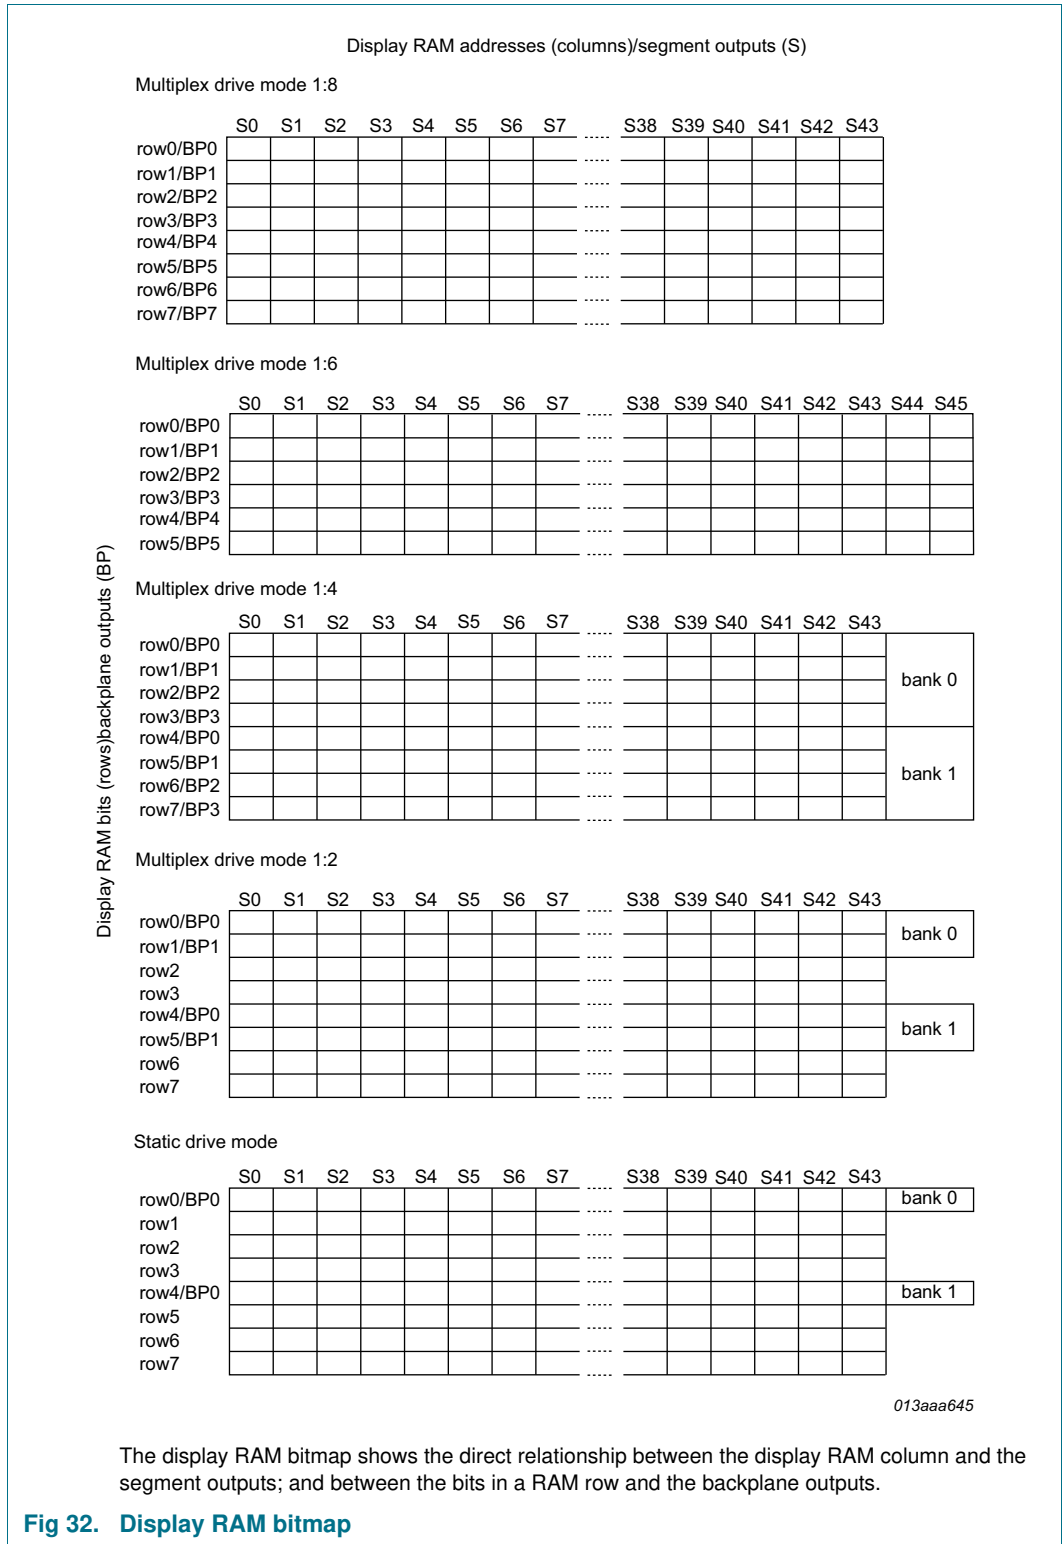 Display RAM addresses (columns)/segment outputs (S)
Multiplex drive mode 1:8
S0 S1 S2 S3 S4 S5 S6 S7 ..... S38 S39 S40 S41 S42 S43
row0/BP0
row1/BP1
row2/BP2
row3/BP3
row4/BP4
row5/BP5
row6/BP6
row7/BP7
Multiplex drive mode 1:6
S0 S1 S2 S3 S4 S5 S6 S7 ..... S38 S39 S40 S41 S42 S43 S44 S45
row0/BP0
row1/BP1
row2/BP2
row3/BP3
row4/BP4
row5/BP5
Display RAM bits (rows)backplane outputs (BP)
Multiplex drive mode 1:4
S0 S1 S2 S3 S4 S5 S6 S7 ..... S38 S39 S40 S41 S42 S43
row0/BP0
row1/BP1
row2/BP2
bank 0
row3/BP3
row4/BP0
row5/BP1
row6/BP2
bank 1
row7/BP3
Multiplex drive mode 1:2
S0 S1 S2 S3 S4 S5 S6 S7 ..... S38 S39 S40 S41 S42 S43
row0/BP0
bank 0
row1/BP1
row2
row3
row4/BP0
bank 1
row5/BP1
row6
row7
Static drive mode
S0 S1 S2 S3 S4 S5 S6 S7 ..... S38 S39 S40 S41 S42 S43
row0/BP0 bank 0
row1
row2
row3
row4/BP0 bank 1
row5
row6
row7
013aaa645
The display RAM bitmap shows the direct relationship between the display RAM column and the
segment outputs; and between the bits in a RAM row and the backplane outputs.
Fig 32. Display RAM bitmap